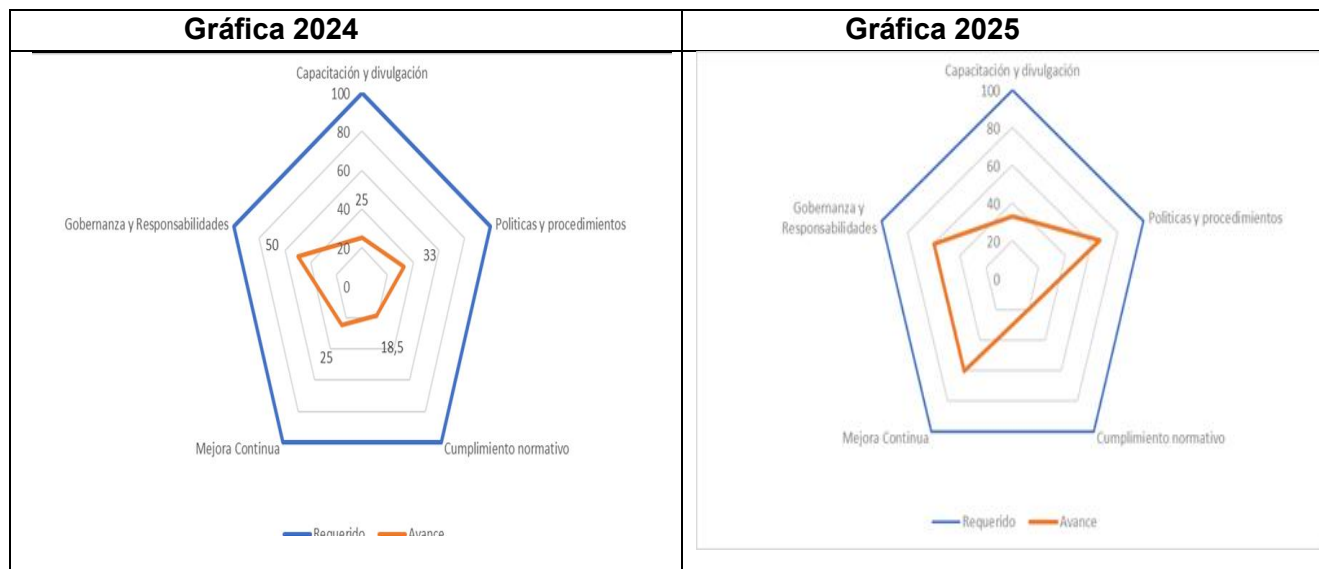 Gráfica 2024
Capacitación y divulgación
100
80
60
40
20
0
25
33
18,5
25
50
Políticas y procedimientos
Cumplimiento normativo
Mejora Continua
Gobernanza y Responsabilidades
Requerido Avance
Gráfica 2025
Capacitación y divulgación
100
80
60
40
20
0
Políticas y procedimientos
Cumplimiento normativo
Mejora Continua
Gobernanza y
Responsabilidades
Requerido Avance